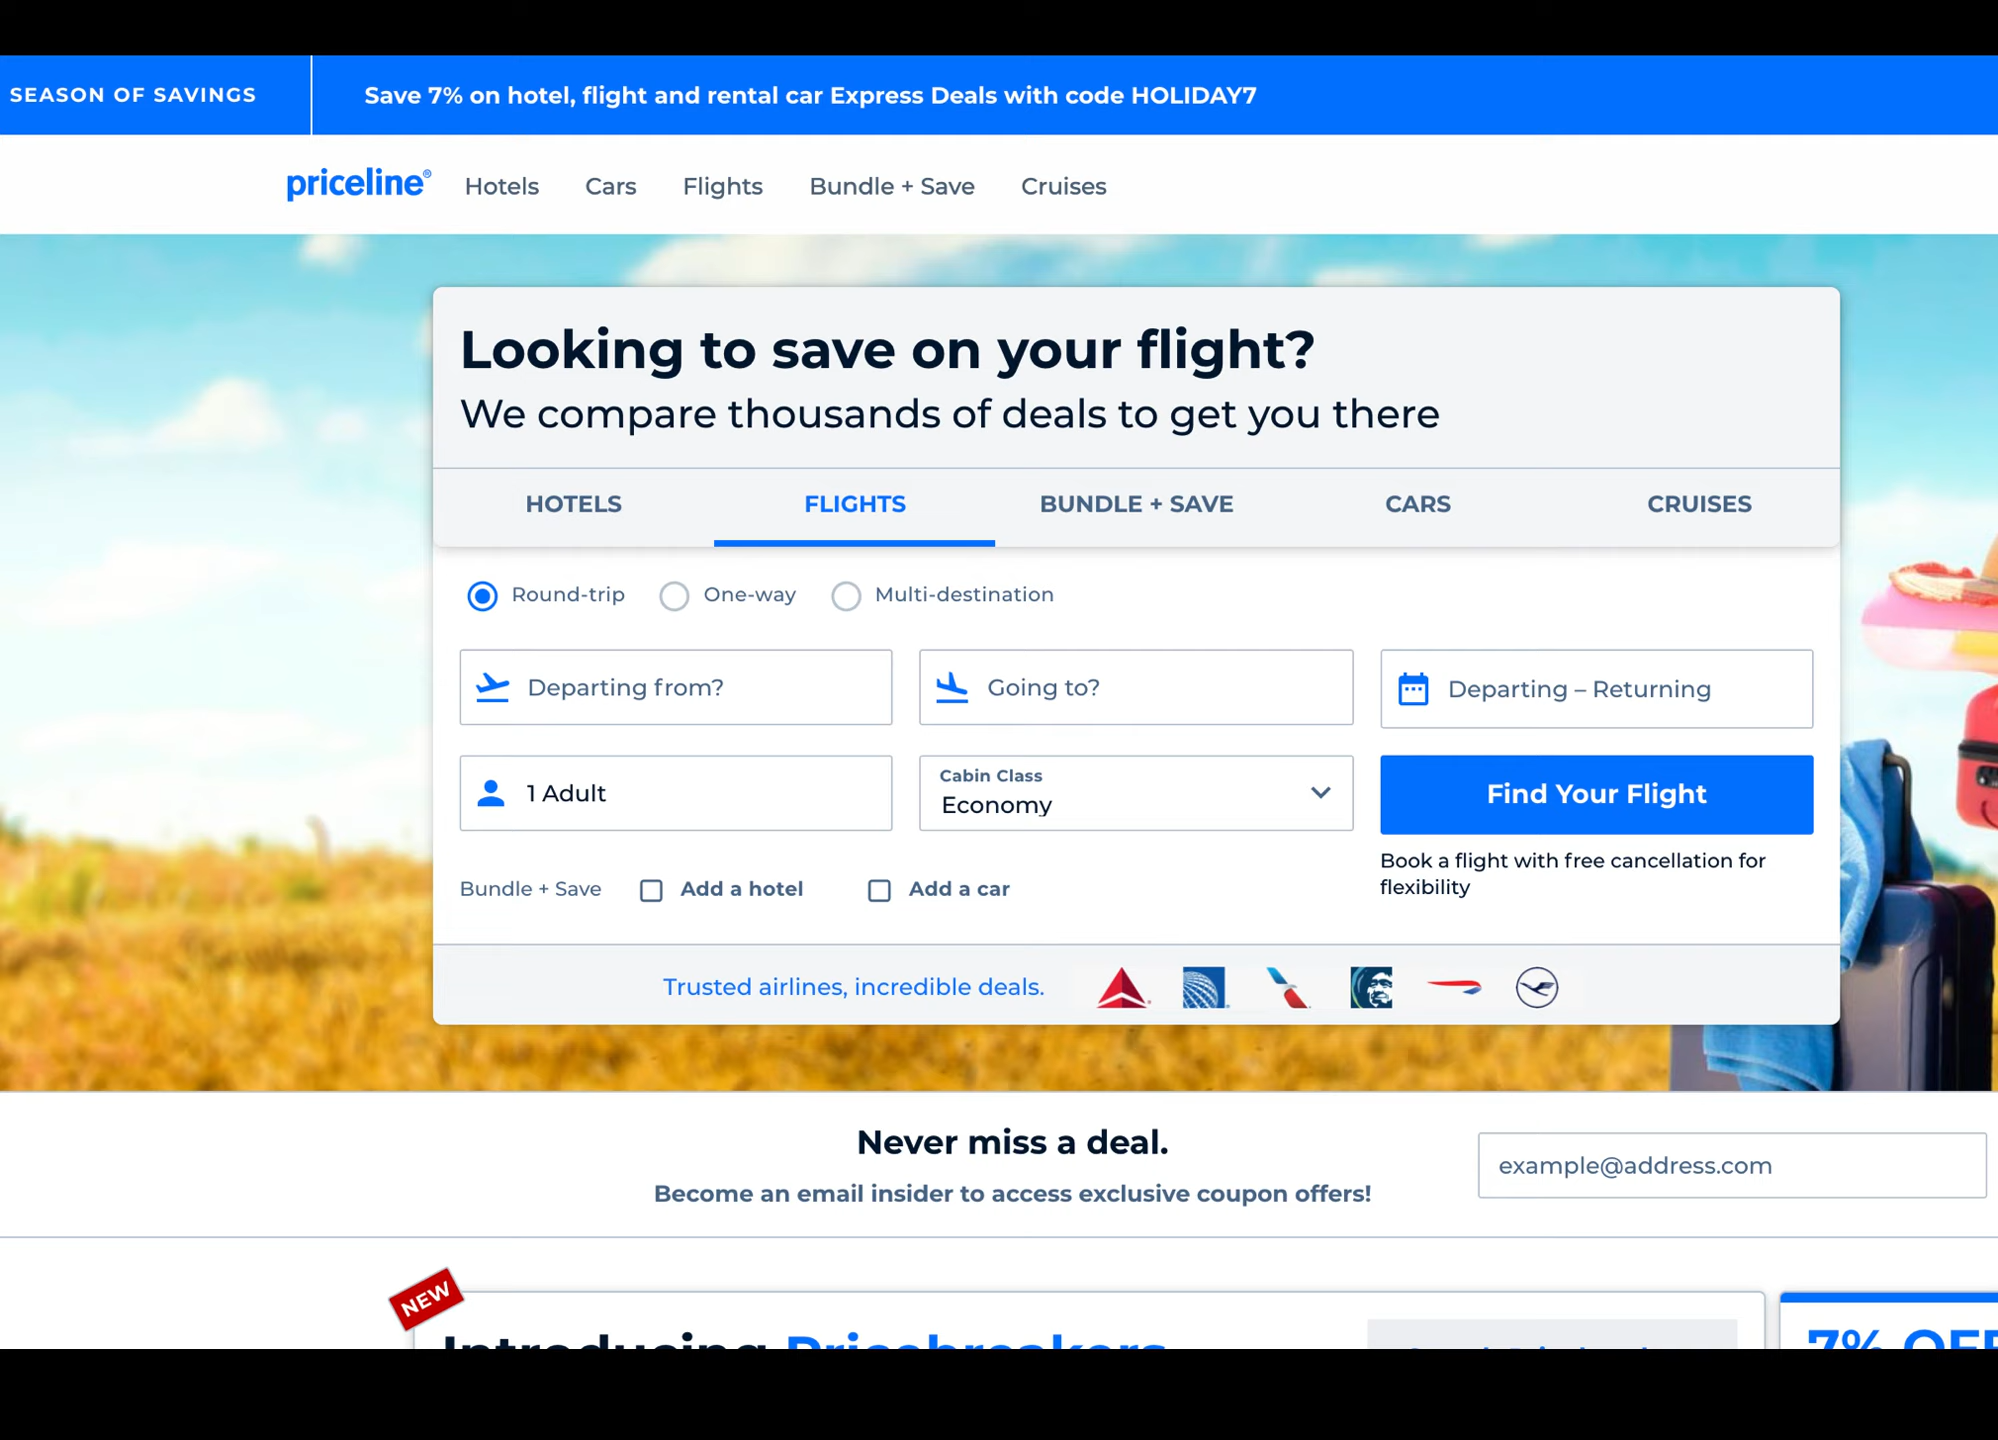 SEASON OF SAVINGS
Save 7% on hotel, flight and rental car Express Deals with code HOLIDAY7
priceline®
Hotels
Cars
Flights
Bundle + Save
Cruises
Looking to save on your flight?
We compare thousands of deals to get you there
HOTELS
FLIGHTS
BUNDLE + SAVE
CARS
CRUISES
Round-trip
One-way
Multi-destination
Departing from?
Going to?
Departing – Returning
1 Adult
Cabin Class
Economy
Find Your Flight
Book a flight with free cancellation for
flexibility
Bundle + Save
Add a hotel
Add a car
Trusted airlines, incredible deals.
Never miss a deal.
Become an email insider to access exclusive coupon offers!
example@address.com
NEW
Introducing Pricebreakers
7% OFF